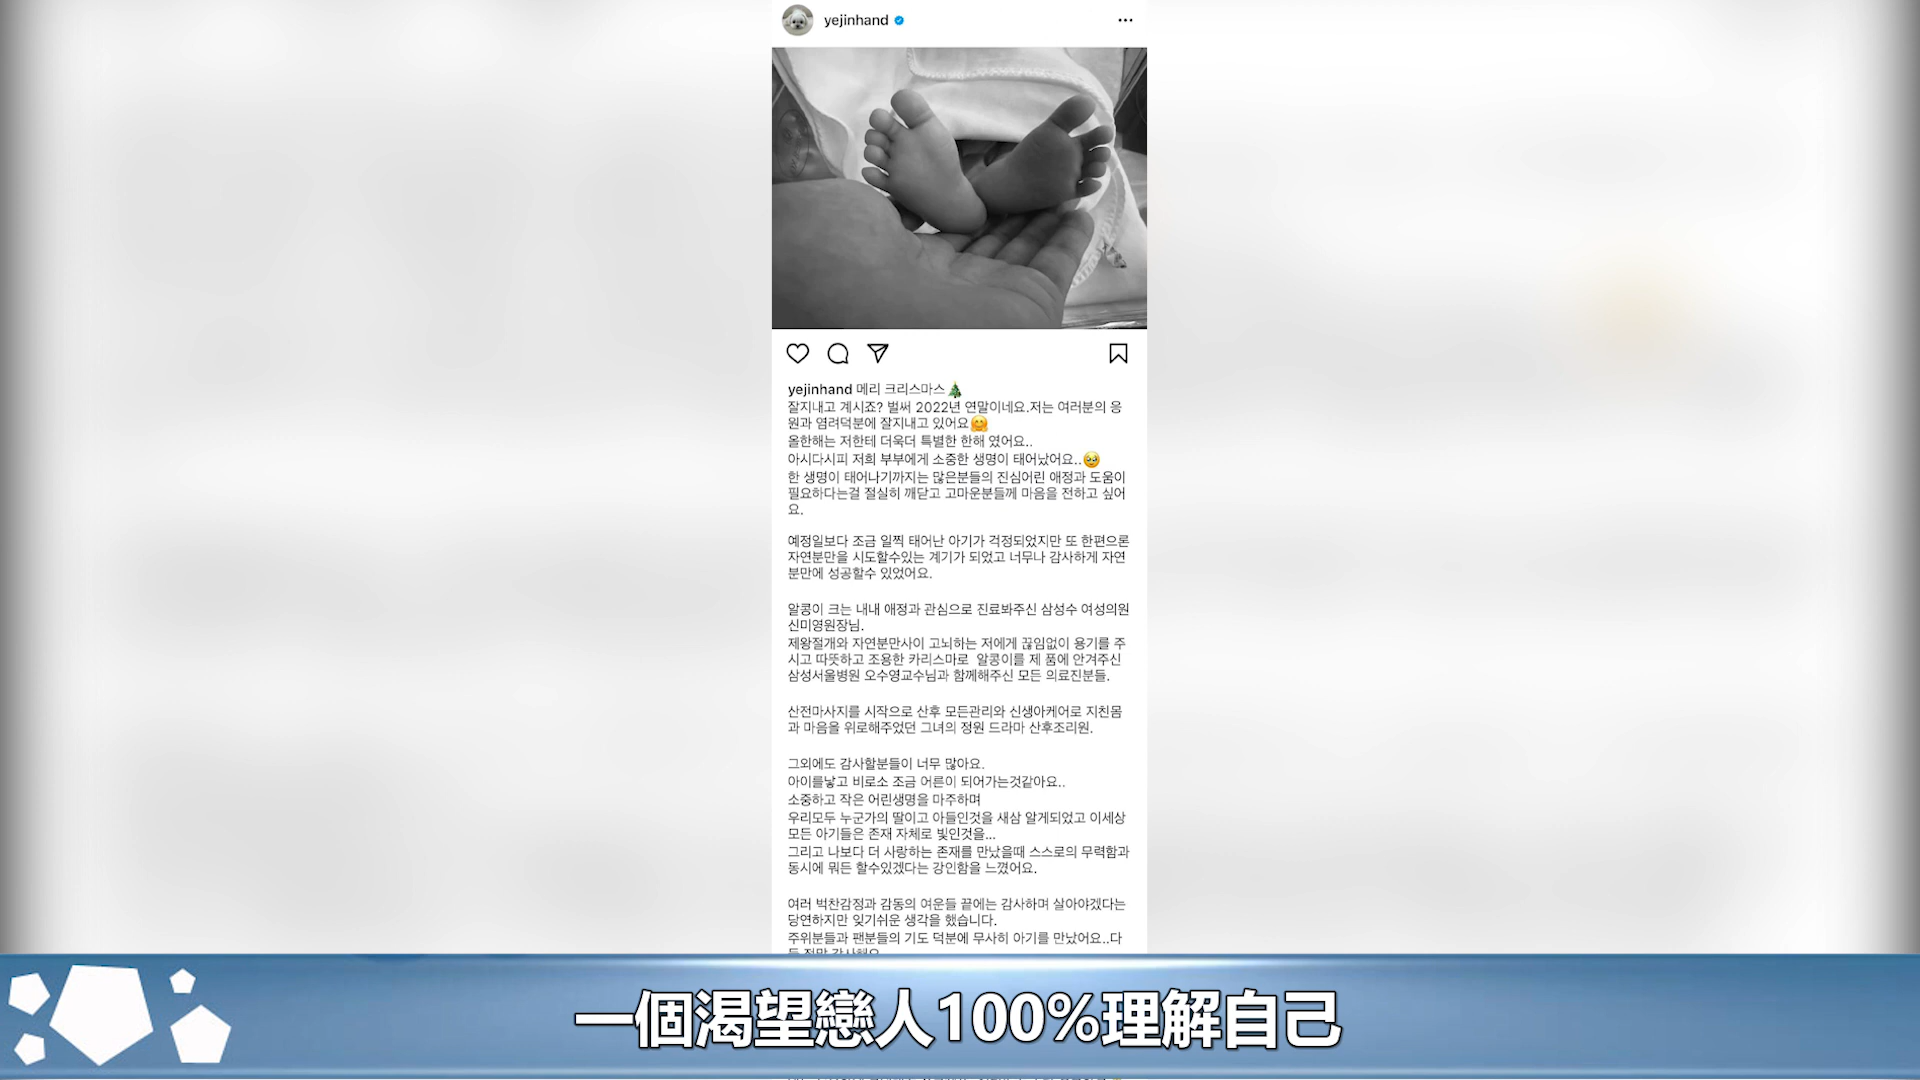 yejinhand
yejinhand 메리 크리스마스🎄
잘지내고 계시죠? 벌써 2022년 연말이네요.저는 여러분의 응
원과 염려덕분에 잘지내고 있어요🤗
올한해는 저한테 더욱더 특별한 한해 였어요..
아시다시피 저희 부부에게 소중한 생명이 태어났어요..🥹
한 생명이 태어나기까지는 많은분들의 진심어린 애정과 도움이
필요하다는걸 절실히 깨닫고 고마운분들께 마음을 전하고 싶어
요.
예정일보다 조금 일찍 태어난 아기가 걱정되었지만 또 한편으론
자연분만을 시도할수있는 계기가 되었고 너무나 감사하게 자연
분만에 성공할수 있었어요.
알콩이 크는 내내 애정과 관심으로 진료봐주신 삼성수 여성의원
신미영원장님.
제왕절개와 자연분만사이 고뇌하는 저에게 끊임없이 용기를 주
시고 따뜻하고 조용한 카리스마로 알콩이를 제 품에 안겨주신
삼성서울병원 오수영교수님과 함께해주신 모든 의료진분들.
산전마사지를 시작으로 산후 모든관리와 신생아케어로 지친몸
과 마음을 위로해주었던 그녀의 정원 드라마 산후조리원.
그외에도 감사할분들이 너무 많아요.
아이를낳고 비로소 조금 어른이 되어가는것같아요..
소중하고 작은 어린생명을 마주하며
우리모두 누군가의 딸이고 아들인것을 새삼 알게되었고 이세상
모든 아기들은 존재 자체로 빛인것을...
그리고 나보다 더 사랑하는 존재를 만났을때 스스로의 무력함과
동시에 뭐든 할수있겠다는 강인함을 느꼈어요.
여러 벅찬감정과 감동의 여운들 끝에는 감사하며 살아야겠다는
당연하지만 잊기쉬운 생각을 했습니다.
주위분들과 팬분들의 기도 덕분에 무사히 아기를 만났어요..다
一個渴望戀人100%理解自己